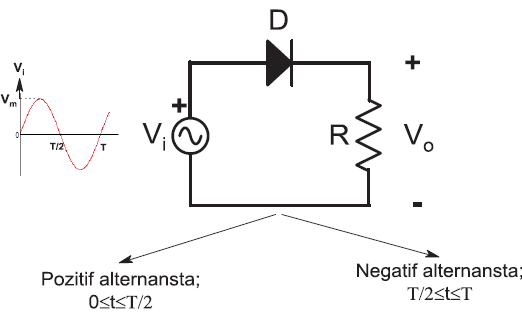 D
+
Vi
Vm
0
T/2
T
+
Vi
R
Vo
-
Pozitif alternansta;
0≤t≤T/2
Negatif alternansta;
T/2≤t≤T